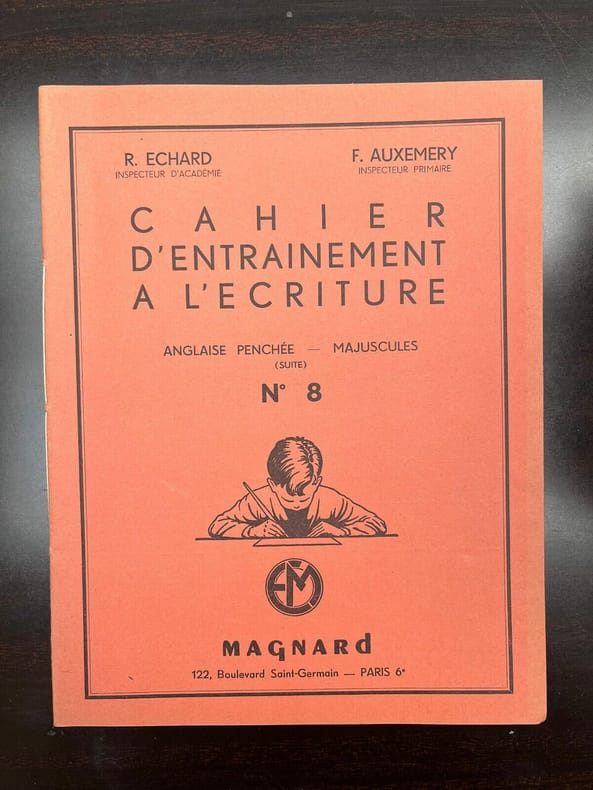 R. ECHARD
INSPECTEUR D'ACADÉMIE
F. AUXEMERY
INSPECTEUR PRIMAIRE
CAHIER
D'ENTRAINEMENT
A L'ECRITURE
ANGLAISE PENCHÉE — MAJUSCULES
(SUITE)
N° 8
EM
MAGNARD
122, Boulevard Saint-Germain — PARIS 6e